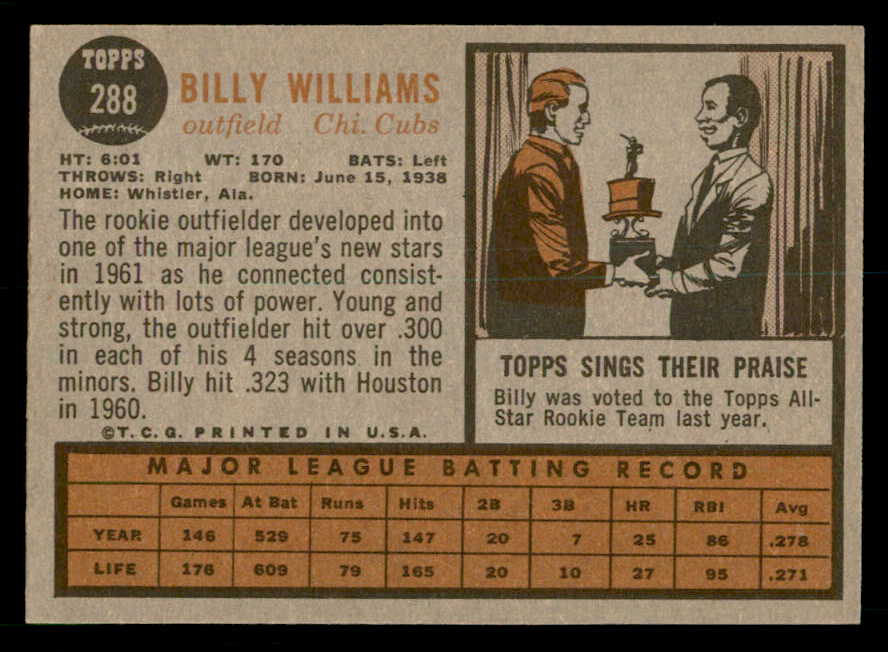 TOPPS
288
BILLY WILLIAMS
outfield Chi. Cubs
HT: 6:01 WT: 170 BATS: Left
THROWS: Right BORN: June 15, 1938
HOME: Whistler, Ala.
The rookie outfielder developed into
one of the major league's new stars
in 1961 as he connected consist-
ently with lots of power. Young and
strong, the outfielder hit over .300
in each of his 4 seasons in the
minors. Billy hit .323 with Houston
in 1960.
©T.C.G. PRINTED IN U.S.A.
TOPPS SINGS THEIR PRAISE
Billy was voted to the Topps All-
Star Rookie Team last year.
MAJOR LEAGUE BATTING RECORD
Games At Bat Runs Hits 2B 3B HR RBI Avg
YEAR 146 529 75 147 20 7 25 86 .278
LIFE 176 609 79 165 20 10 27 95 .271